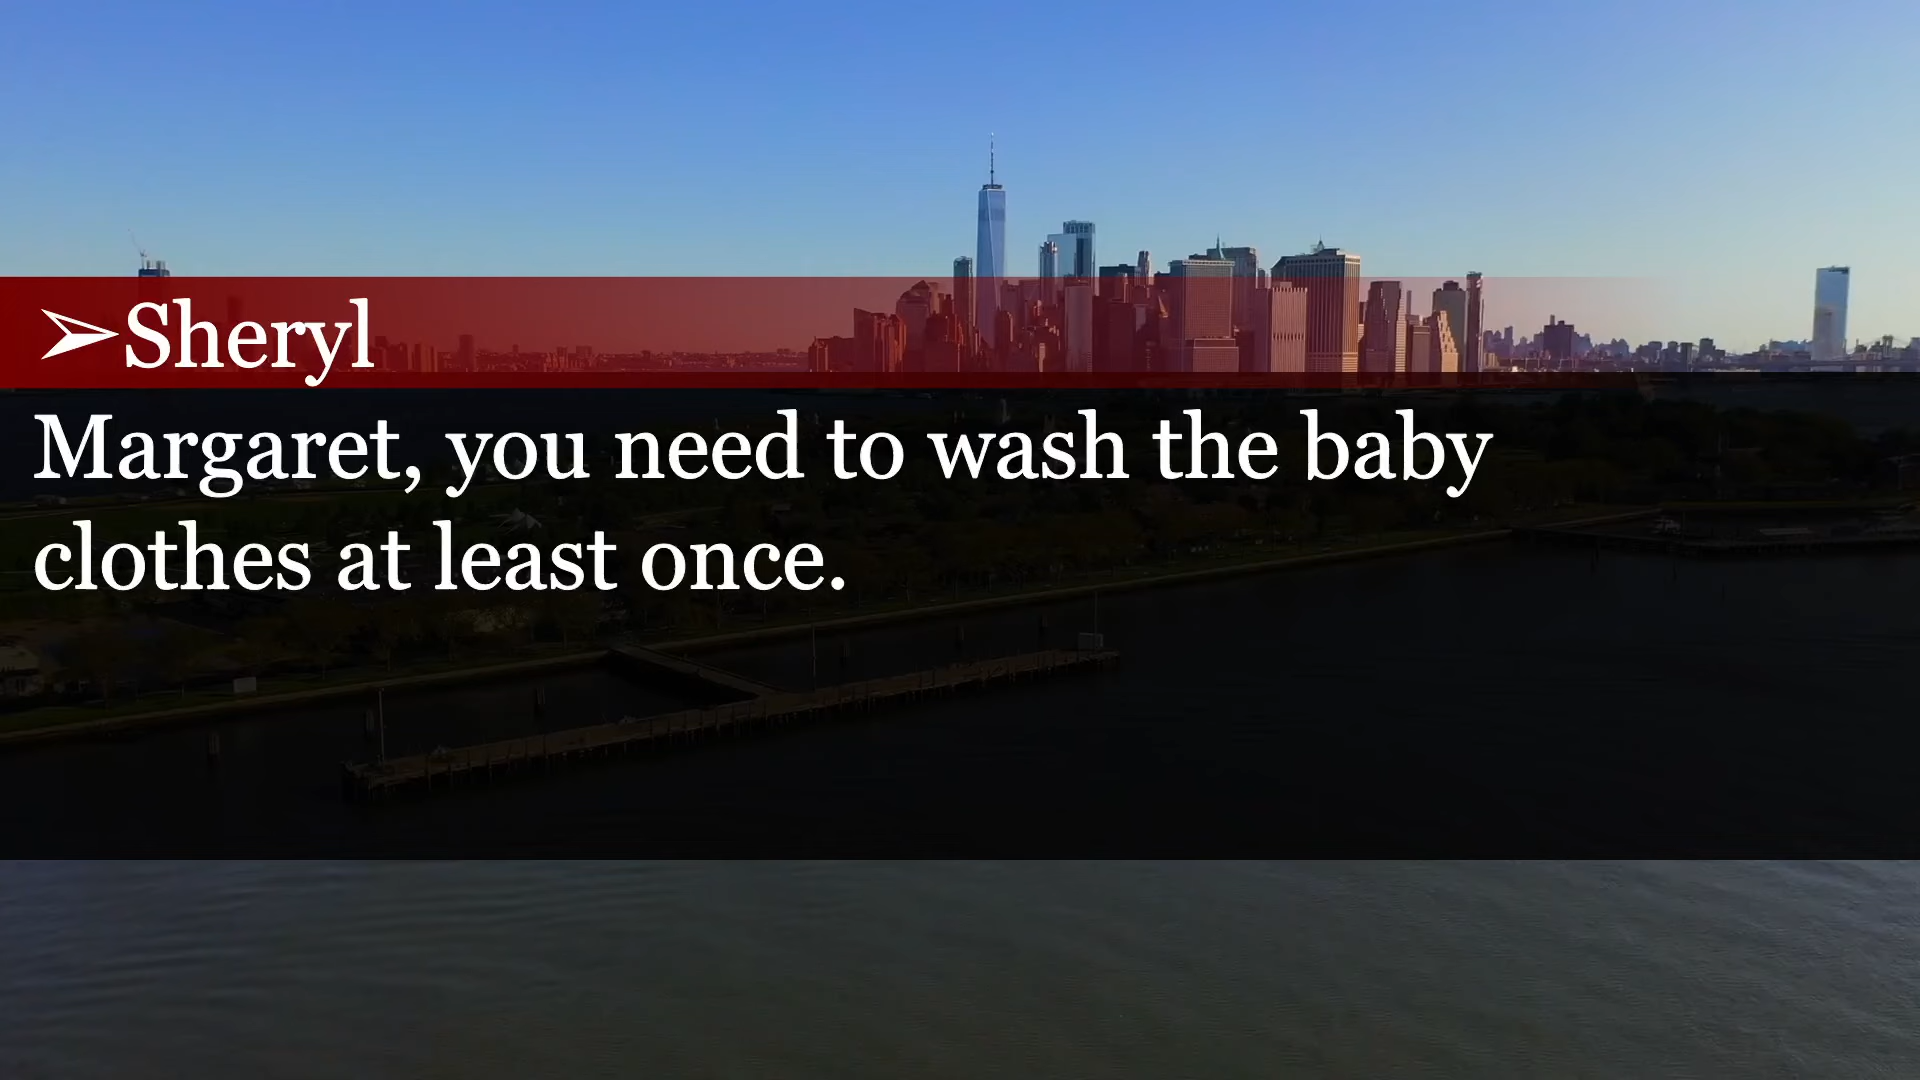 ➢Sheryl
Margaret, you need to wash the baby
clothes at least once.